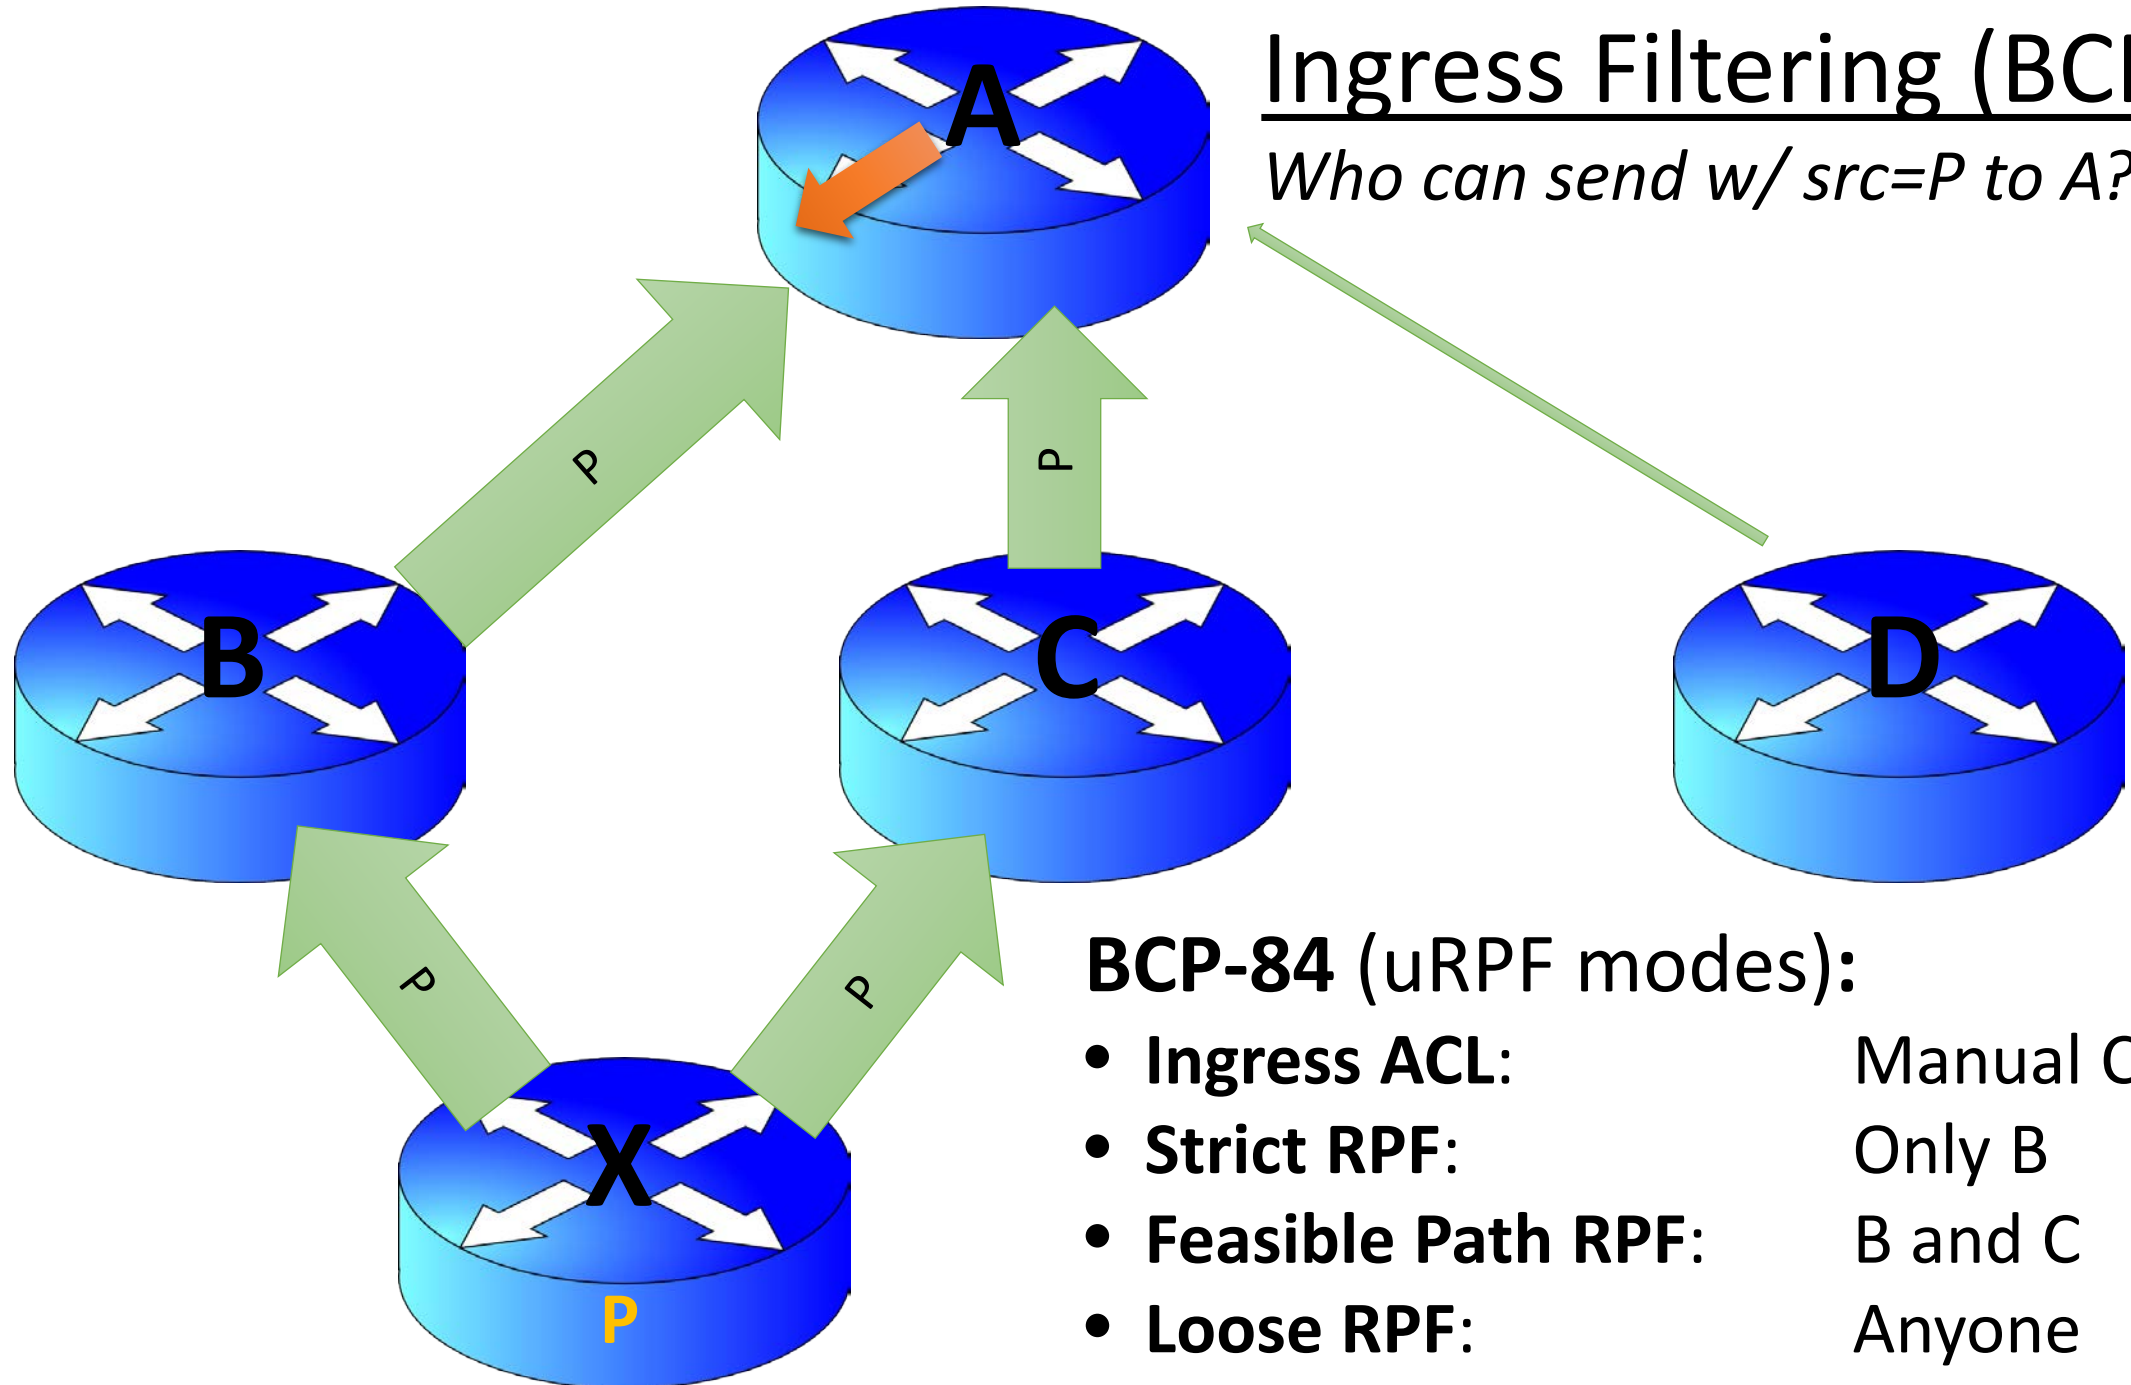 Ingress Filtering (BC
Who can send w/ src=P to A?
A
P
P
B
C
D
P
P
X
P
BCP-84 (uRPF modes):
• Ingress ACL: Manual
• Strict RPF: Only B
• Feasible Path RPF: B and C
• Loose RPF: Anyone